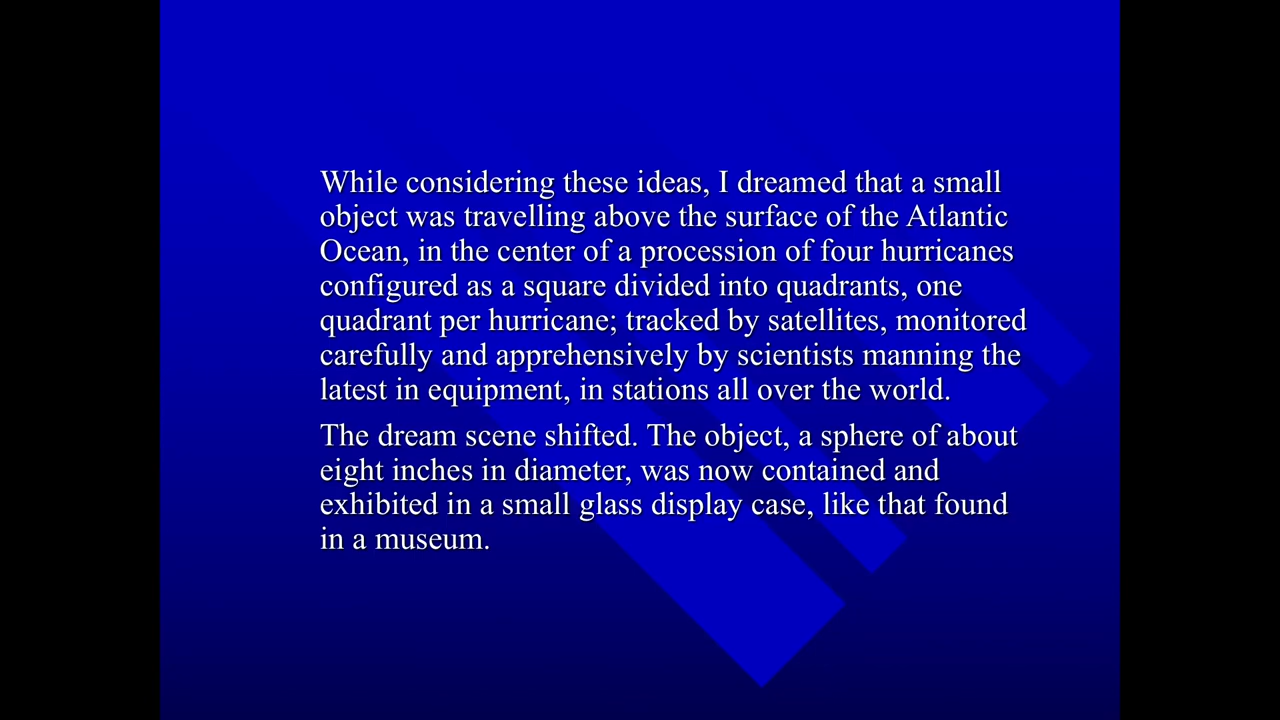 While considering these ideas, I dreamed that a small
object was travelling above the surface of the Atlantic
Ocean, in the center of a procession of four hurricanes
configured as a square divided into quadrants, one
quadrant per hurricane; tracked by satellites, monitored
carefully and apprehensively by scientists manning the
latest in equipment, in stations all over the world.
The dream scene shifted. The object, a sphere of about
eight inches in diameter, was now contained and
exhibited in a small glass display case, like that found
in a museum.